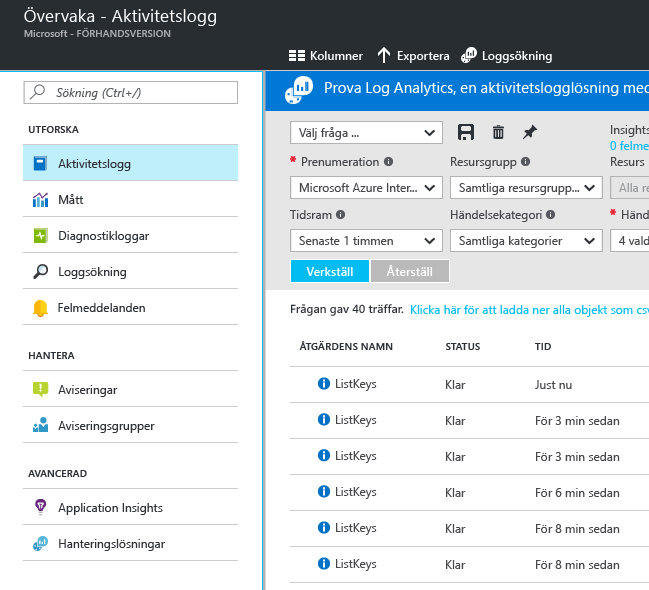 Övervaka - Aktivitetslogg
Microsoft - FÖRHANDSVERSION
Kolumner Exportera Loggsökning
Sökning (Ctrl+/)
UTFORSKA
Aktivitetslogg
Mått
Diagnostikloggar
Loggsökning
Felmeddelanden
HANTERA
Aviseringar
Aviseringsgrupper
AVANCERAD
Application Insights
Hanteringslösningar
Prova Log Analytics, en aktivitetslogglösning med
Välj fråga ...
Insights
0 felme
* Prenumeration Resursgrupp Resurs
Microsoft Azure Inter... Samtliga resursgrupp... Alla re
Tidsram Händelsekategori * Händ
Senaste 1 timmen Samtliga kategorier 4 vald
Verkställ Återställ
Frågan gav 40 träffar. Klicka här för att ladda ner alla objekt som csv
ÅTGÄRDENS NAMN STATUS TID
ListKeys Klar Just nu
ListKeys Klar För 3 min sedan
ListKeys Klar För 3 min sedan
ListKeys Klar För 6 min sedan
ListKeys Klar För 8 min sedan
ListKeys Klar För 8 min sedan